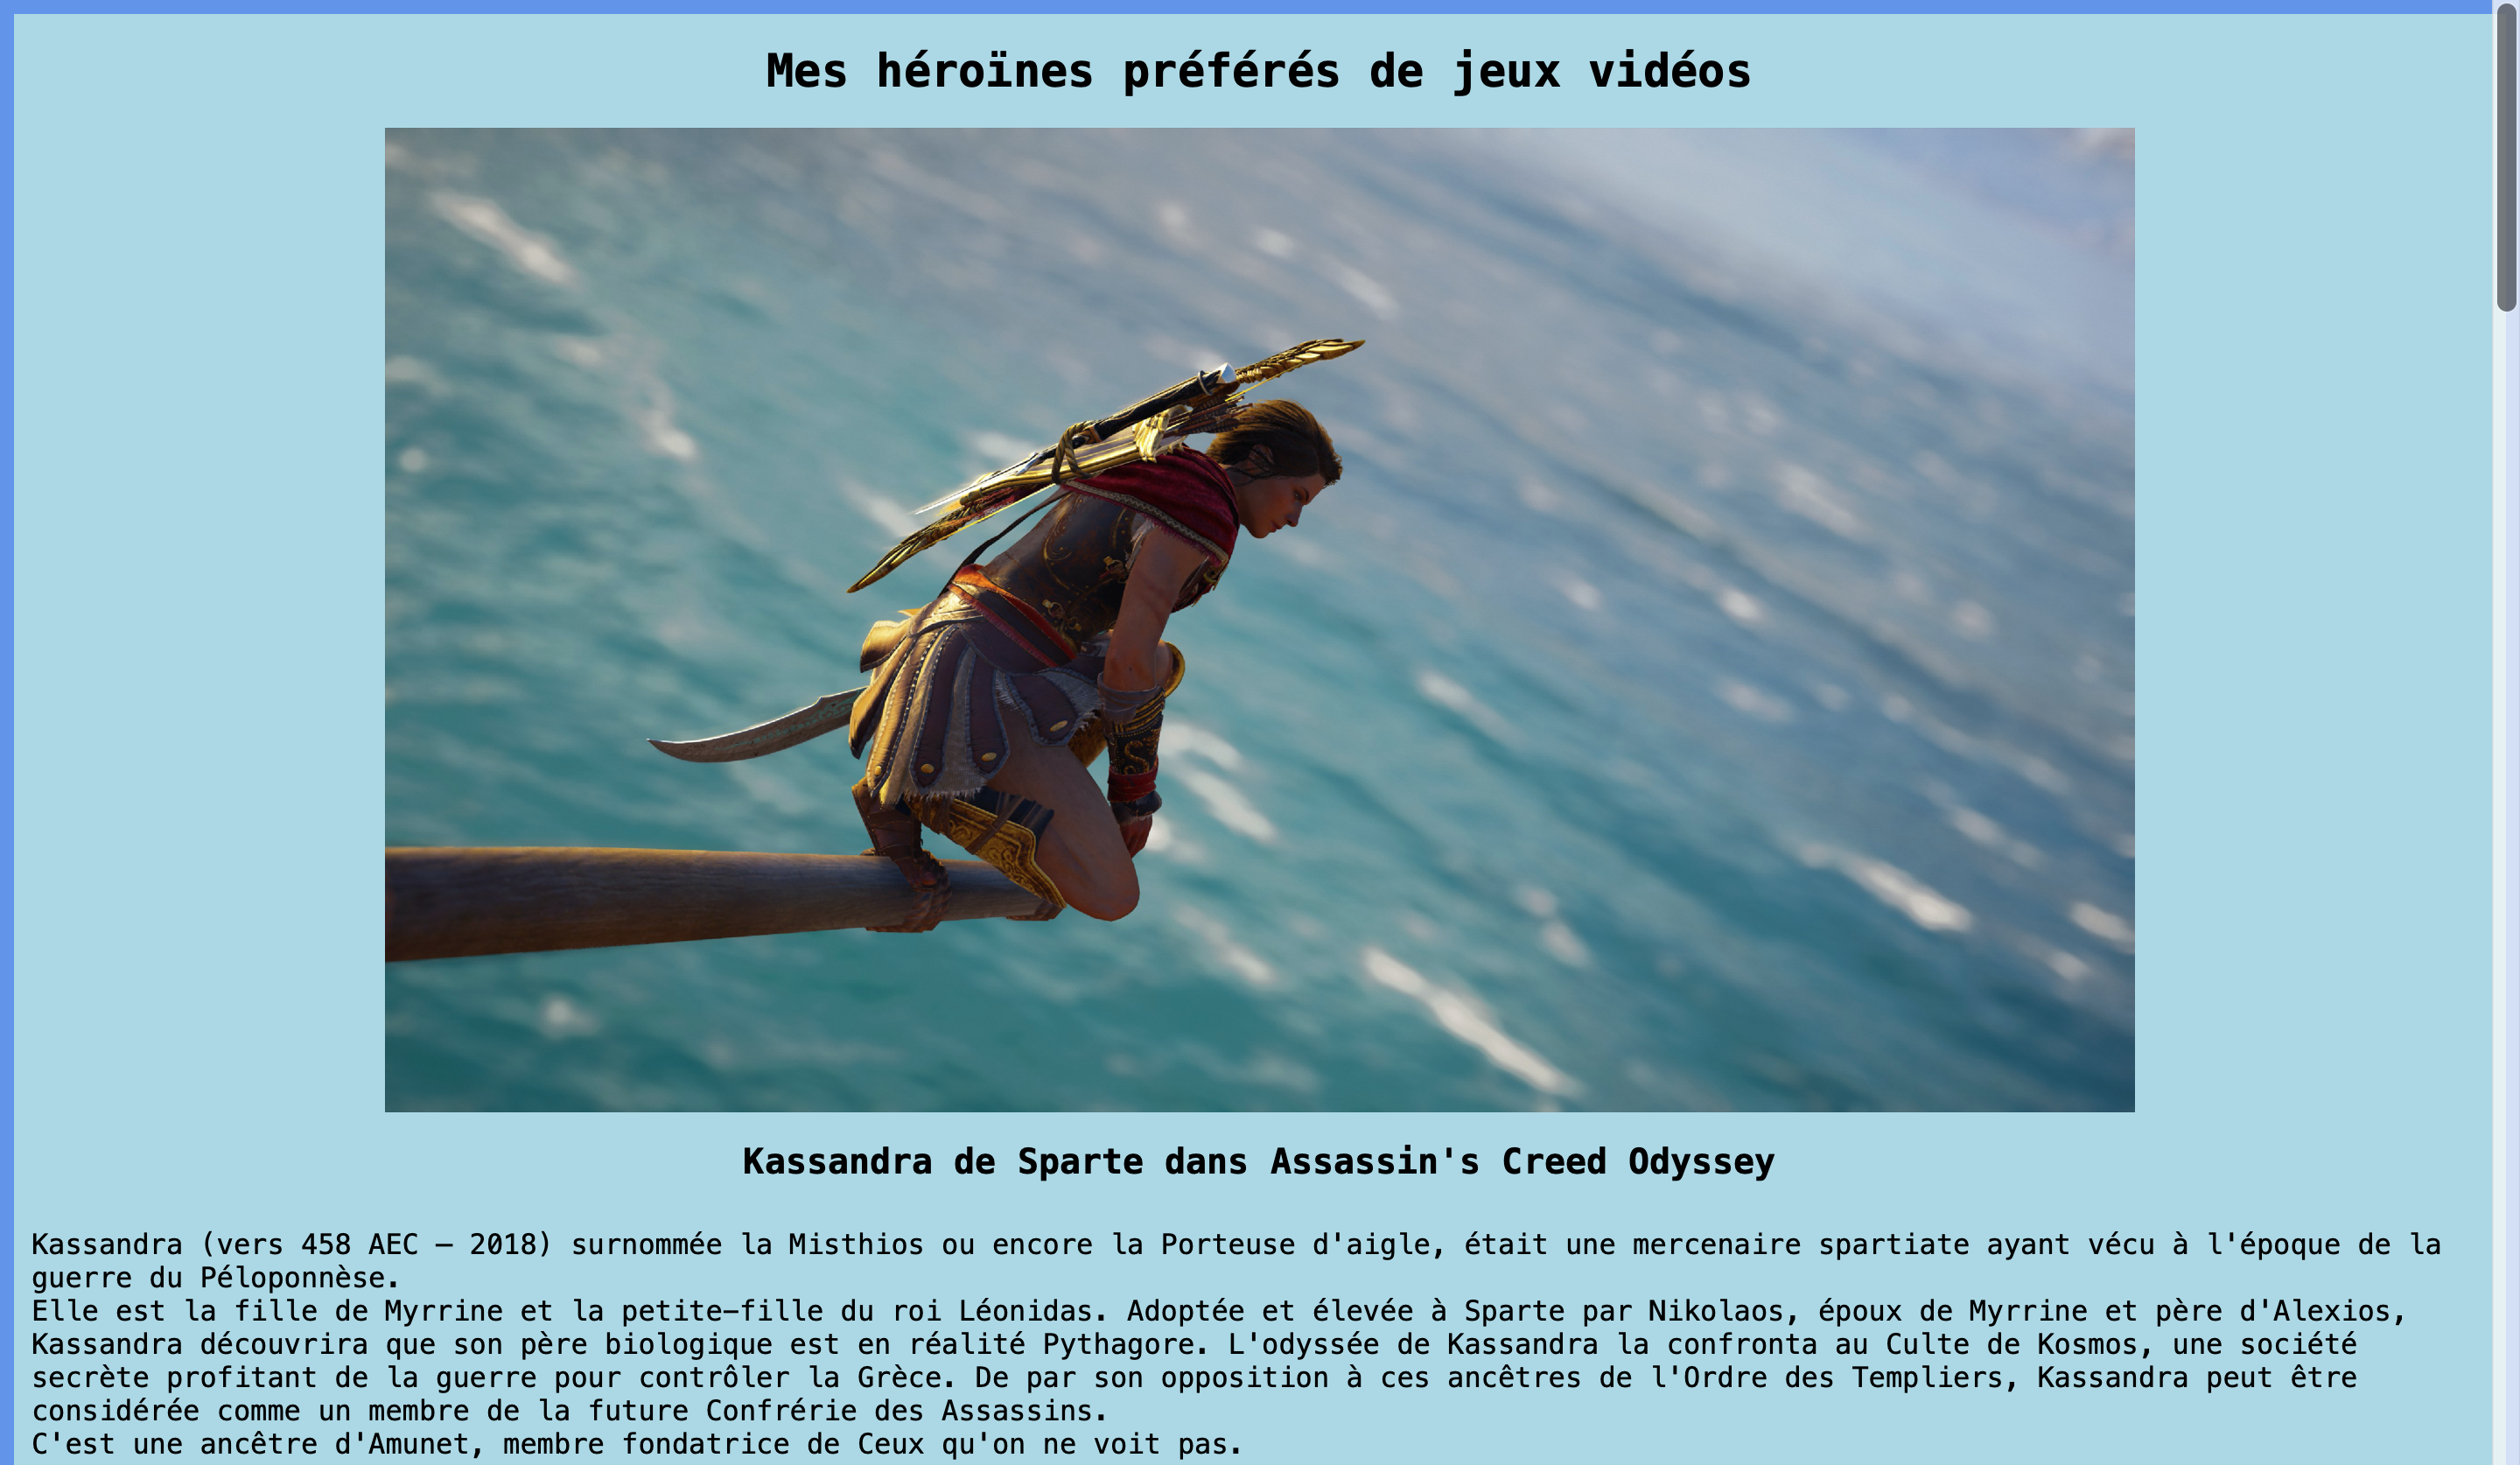 Mes héroïnes préférés de jeux vidéos
Kassandra de Sparte dans Assassin's Creed Odyssey
Kassandra (vers 458 AEC – 2018) surnommée la Misthios ou encore la Porteuse d'aigle, était une mercenaire spartiate ayant vécu à l'époque de la
guerre du Péloponnèse.
Elle est la fille de Myrrine et la petite-fille du roi Léonidas. Adoptée et élevée à Sparte par Nikolaos, époux de Myrrine et père d'Alexios,
Kassandra découvrira que son père biologique est en réalité Pythagore. L'odyssée de Kassandra la confronta au Culte de Kosmos, une société
secrète profitant de la guerre pour contrôler la Grèce. De par son opposition à ces ancêtres de l'Ordre des Templiers, Kassandra peut être
considérée comme un membre de la future Confrérie des Assassins.
C'est une ancêtre d'Amunet, membre fondatrice de Ceux qu'on ne voit pas.